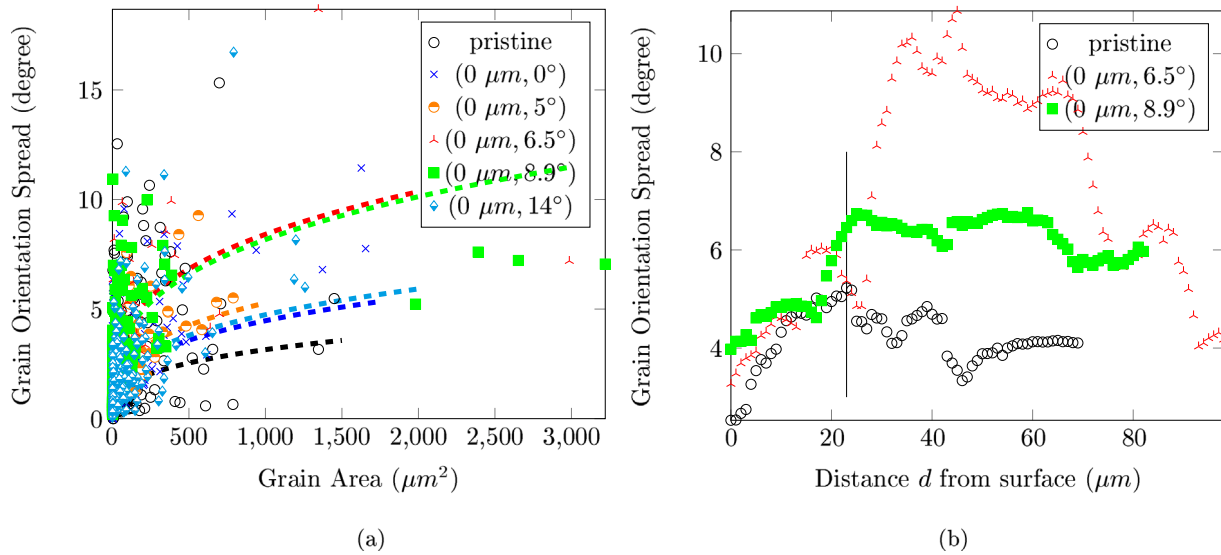 0
500
1,000
1,500
2,000
2,500
3,000
0
5
10
15
Grain Area (μm²)
Grain Orientation Spread (degree)
pristine
(0 μm, 0°)
(0 μm, 5°)
(0 μm, 6.5°)
(0 μm, 8.9°)
(0 μm, 14°)
(a)
0
20
40
60
80
4
6
8
10
Distance d from surface (μm)
Grain Orientation Spread (degree)
pristine
(0 μm, 6.5°)
(0 μm, 8.9°)
(b)